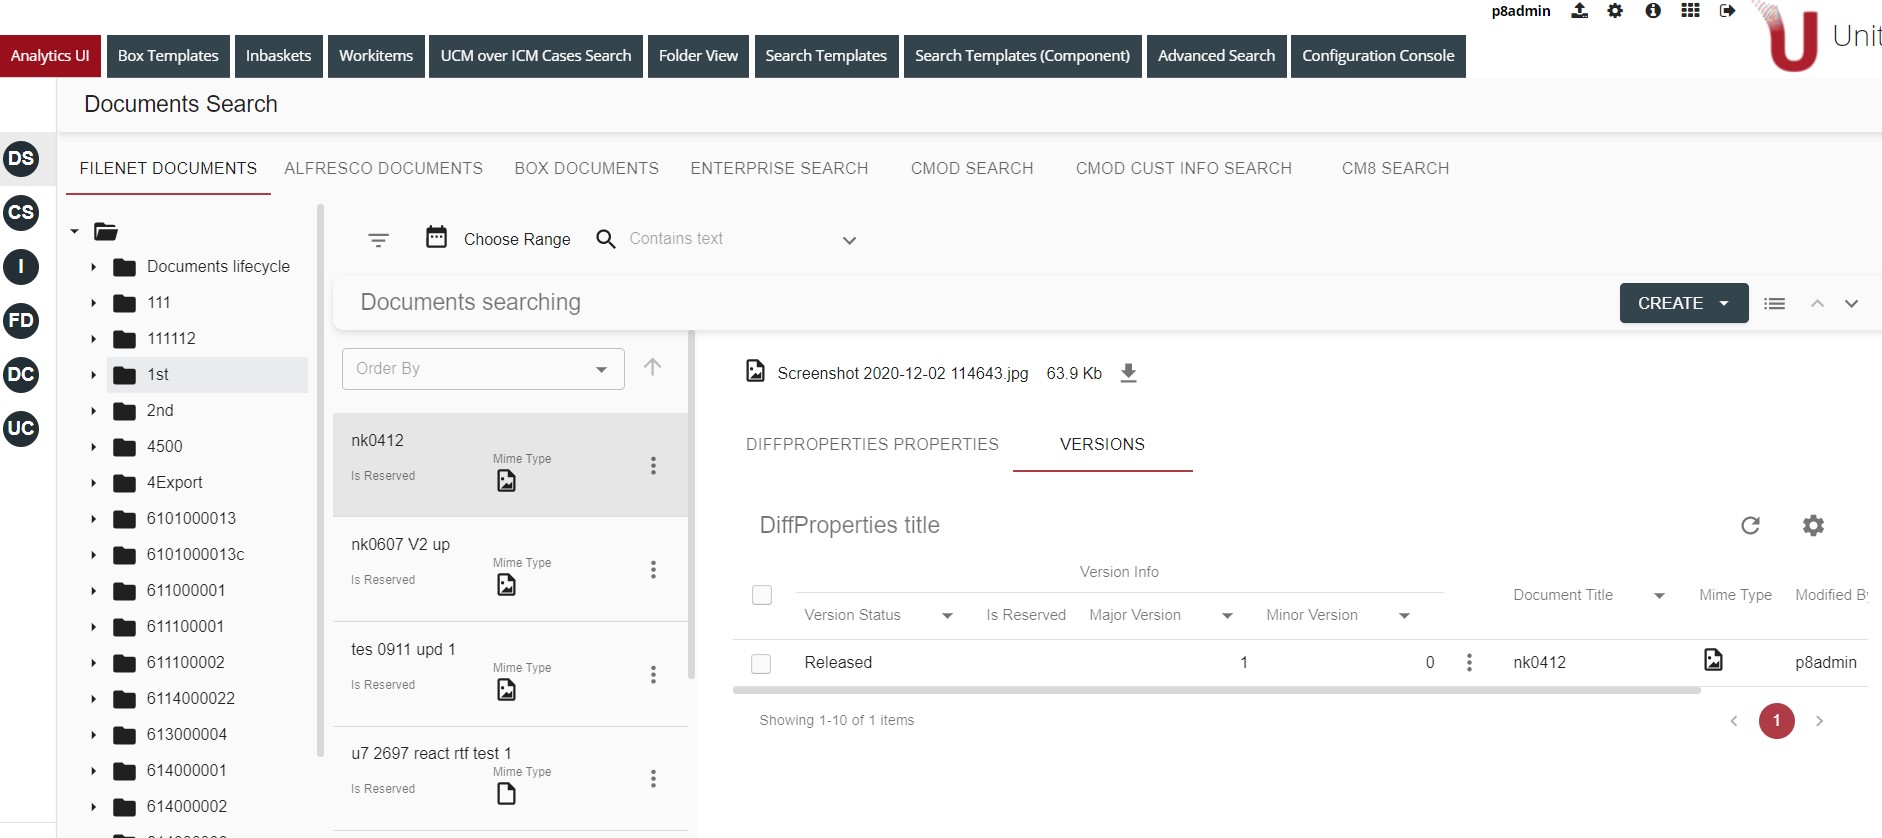 p8admin
Unit
Analytics UI Box Templates Inbaskets Workitems UCM over ICM Cases Search Folder View Search Templates Search Templates (Component) Advanced Search Configuration Console
Documents Search
DS
CS
I
FD
DC
UC
FILENET DOCUMENTS ALFRESCO DOCUMENTS BOX DOCUMENTS ENTERPRISE SEARCH CMOD SEARCH CMOD CUST INFO SEARCH CM8 SEARCH
Documents lifecycle
111
111112
1st
2nd
4500
4Export
6101000013
6101000013c
611000001
611100001
611100002
6114000022
613000004
614000001
614000002
Choose Range Contains text
Documents searching
CREATE
Order By
nk0412
Mime Type
Is Reserved
nk0607 V2 up
Mime Type
Is Reserved
tes 0911 upd 1
Mime Type
Is Reserved
u7 2697 react rtf test 1
Mime Type
Is Reserved
Screenshot 2020-12-02 114643.jpg 63.9 Kb
DIFFPROPERTIES PROPERTIES VERSIONS
DiffProperties title
Version Info
Version Status Is Reserved Major Version Minor Version Document Title Mime Type Modified By
Released 1 0 nk0412 p8admin
Showing 1-10 of 1 items
1